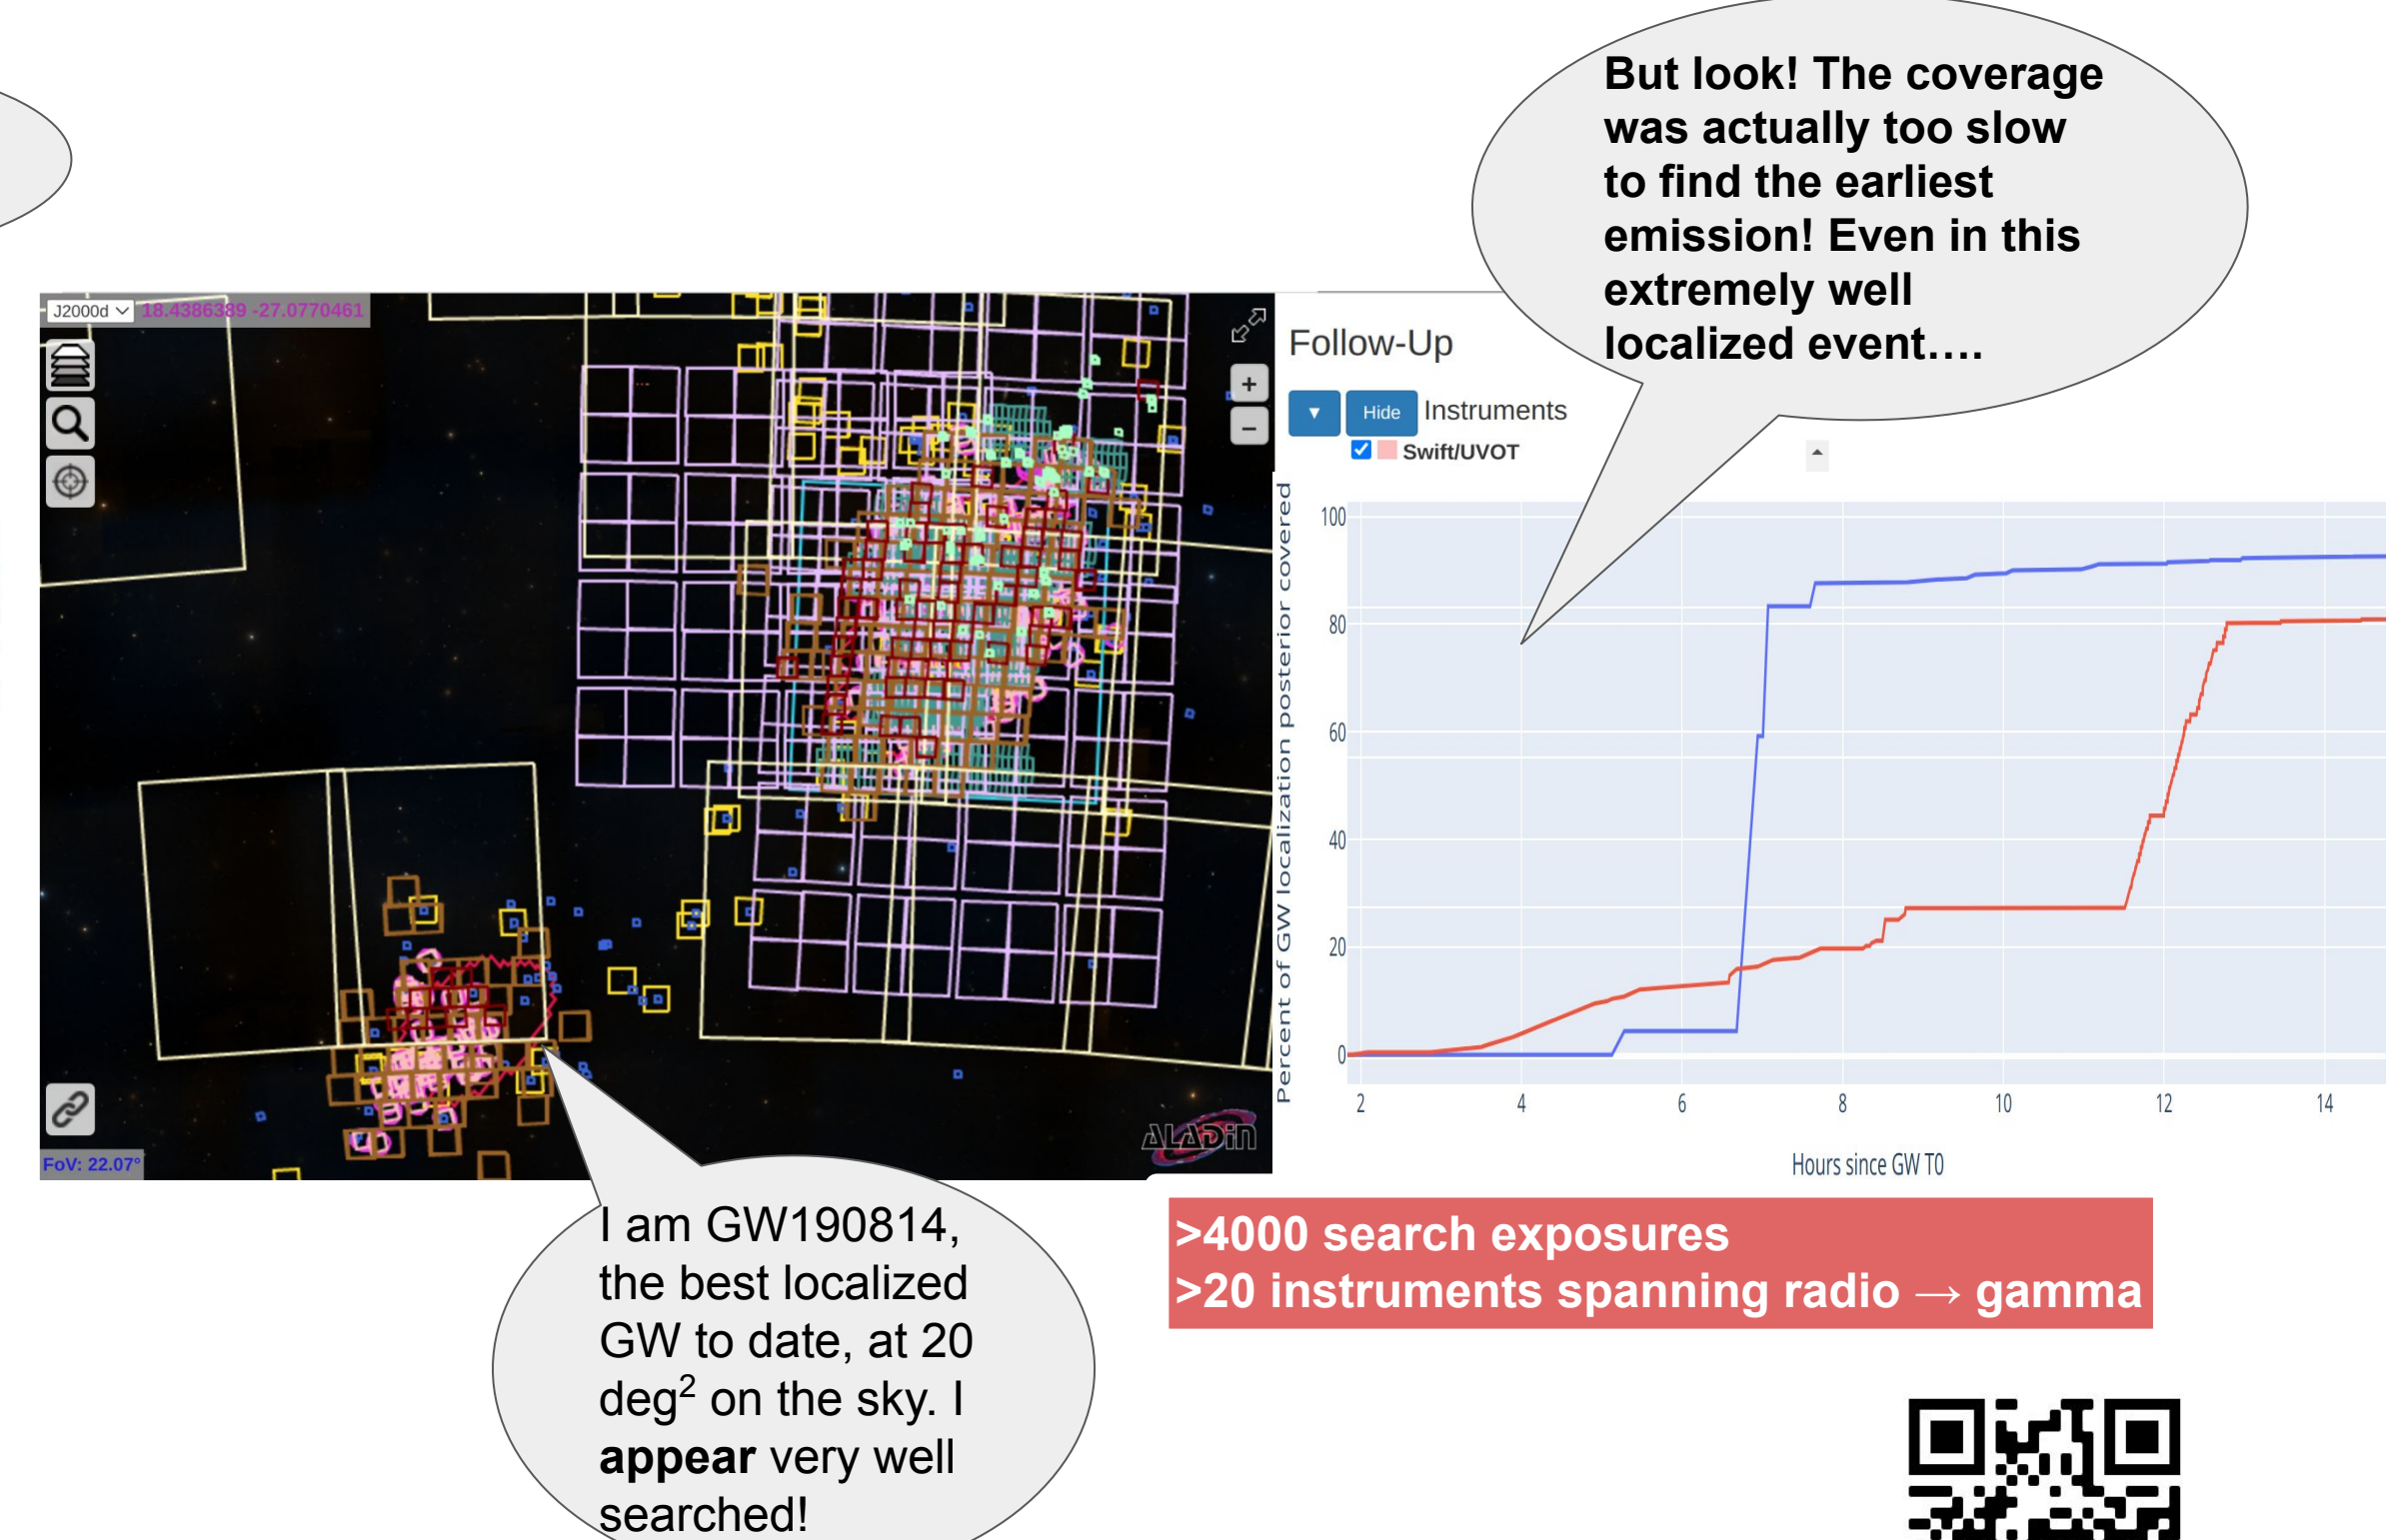 But look! The coverage
was actually too slow
to find the earliest
emission! Even in this
extremely well
localized event….
J2000d
18.4386389 -27.0770461
+
−
FoV: 22.07°
ALADiN
Follow-Up
▼
Hide
Instruments
Swift/UVOT
Percent of GW localization posterior covered
100
80
60
40
20
0
2 4 6 8 10 12 14
Hours since GW T0
I am GW190814,
the best localized
GW to date, at 20
deg² on the sky. I
appear very well
searched!
>4000 search exposures
>20 instruments spanning radio → gamma